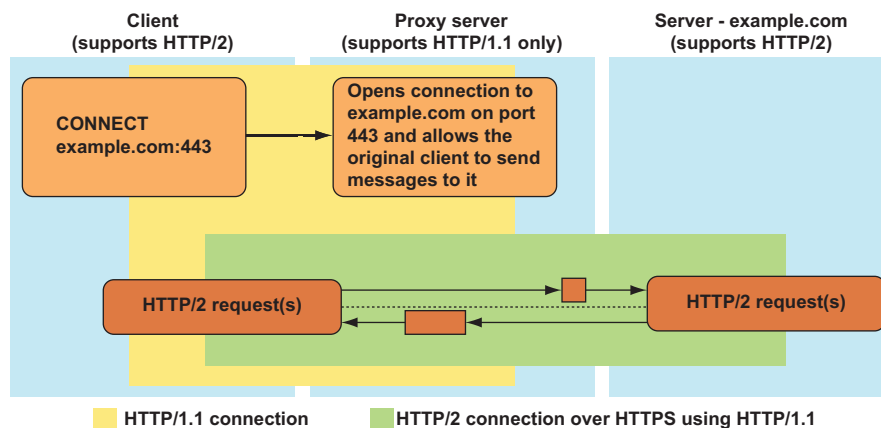 Client
(supports HTTP/2)
Proxy server
(supports HTTP/1.1 only)
Server - example.com
(supports HTTP/2)
CONNECT
example.com:443
Opens connection to
example.com on port
443 and allows the
original client to send
messages to it
HTTP/2 request(s)
HTTP/2 request(s)
HTTP/1.1 connection
HTTP/2 connection over HTTPS using HTTP/1.1